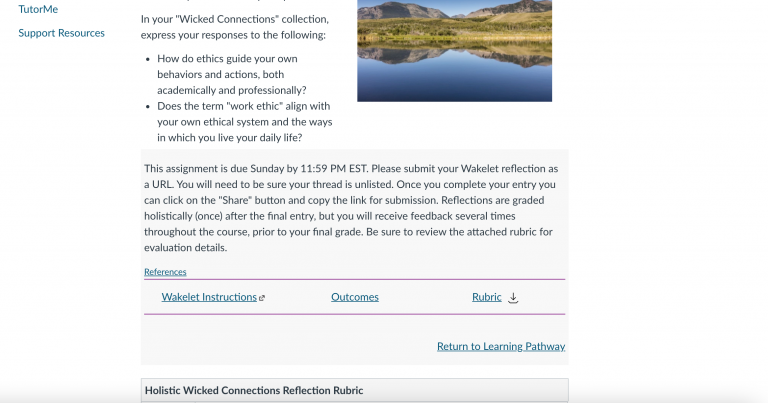 TutorMe
Support Resources
In your "Wicked Connections" collection,
express your responses to the following:
• How do ethics guide your own
behaviors and actions, both
academically and professionally?
• Does the term "work ethic" align with
your own ethical system and the ways
in which you live your daily life?
This assignment is due Sunday by 11:59 PM EST. Please submit your Wakelet reflection as
a URL. You will need to be sure your thread is unlisted. Once you complete your entry you
can click on the "Share" button and copy the link for submission. Reflections are graded
holistically (once) after the final entry, but you will receive feedback several times
throughout the course, prior to your final grade. Be sure to review the attached rubric for
evaluation details.
References
Wakelet Instructions Outcomes Rubric
Return to Learning Pathway
Holistic Wicked Connections Reflection Rubric